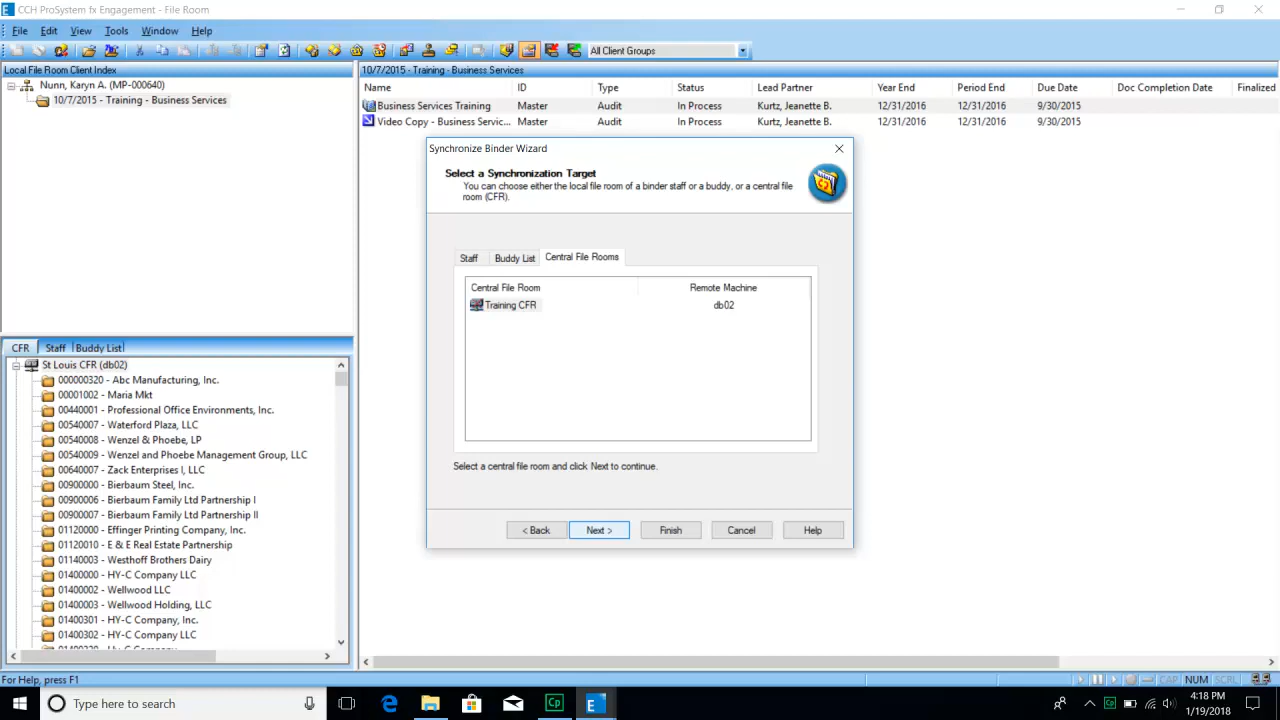 CCH ProSystem fx Engagement - File Room
File Edit View Tools Window Help
All Client Groups
Local File Room Client Index
Nunn, Karyn A. (MP-000640)
10/7/2015 - Training - Business Services
10/7/2015 - Training - Business Services
Name ID Type Status Lead Partner Year End Period End Due Date Doc Completion Date Finalized
Business Services Training Master Audit In Process Kurtz, Jeanette B. 12/31/2016 12/31/2016 9/30/2015
Video Copy - Business Servic... Master Audit In Process Kurtz, Jeanette B. 12/31/2016 12/31/2016 9/30/2015
Synchronize Binder Wizard
Select a Synchronization Target
You can choose either the local file room of a binder staff or a buddy, or a central file
room (CFR).
Staff Buddy List Central File Rooms
Central File Room Remote Machine
Training CFR db02
Select a central file room and click Next to continue.
< Back Next > Finish Cancel Help
CFR Staff Buddy List
St Louis CFR (db02)
000000320 - Abc Manufacturing, Inc.
00001002 - Maria Mkt
00440001 - Professional Office Environments, Inc.
00540007 - Waterford Plaza, LLC
00540008 - Wenzel & Phoebe, LP
00540009 - Wenzel and Phoebe Management Group, LLC
00640007 - Zack Enterprises I, LLC
00900000 - Bierbaum Steel, Inc.
00900006 - Bierbaum Family Ltd Partnership I
00900007 - Bierbaum Family Ltd Partnership II
01120000 - Effinger Printing Company, Inc.
01120010 - E & E Real Estate Partnership
01140003 - Westhoff Brothers Dairy
01400000 - HY-C Company LLC
01400002 - Wellwood LLC
01400003 - Wellwood Holding, LLC
01400301 - HY-C Company, Inc.
01400302 - HY-C Company LLC
For Help, press F1
CAP NUM SCRL
Type here to search
4:18 PM
1/19/2018